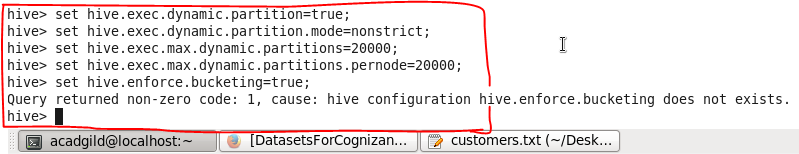 hive> set hive.exec.dynamic.partition=true;
hive> set hive.exec.dynamic.partition.mode=nonstrict;
hive> set hive.exec.max.dynamic.partitions=20000;
hive> set hive.exec.max.dynamic.partitions.pernode=20000;
hive> set hive.enforce.bucketing=true;
Query returned non-zero code: 1, cause: hive configuration hive.enforce.bucketing does not exists.
hive>
acadgild@localhost:~ [DatasetsForCognizan... customers.txt (~/Desk...